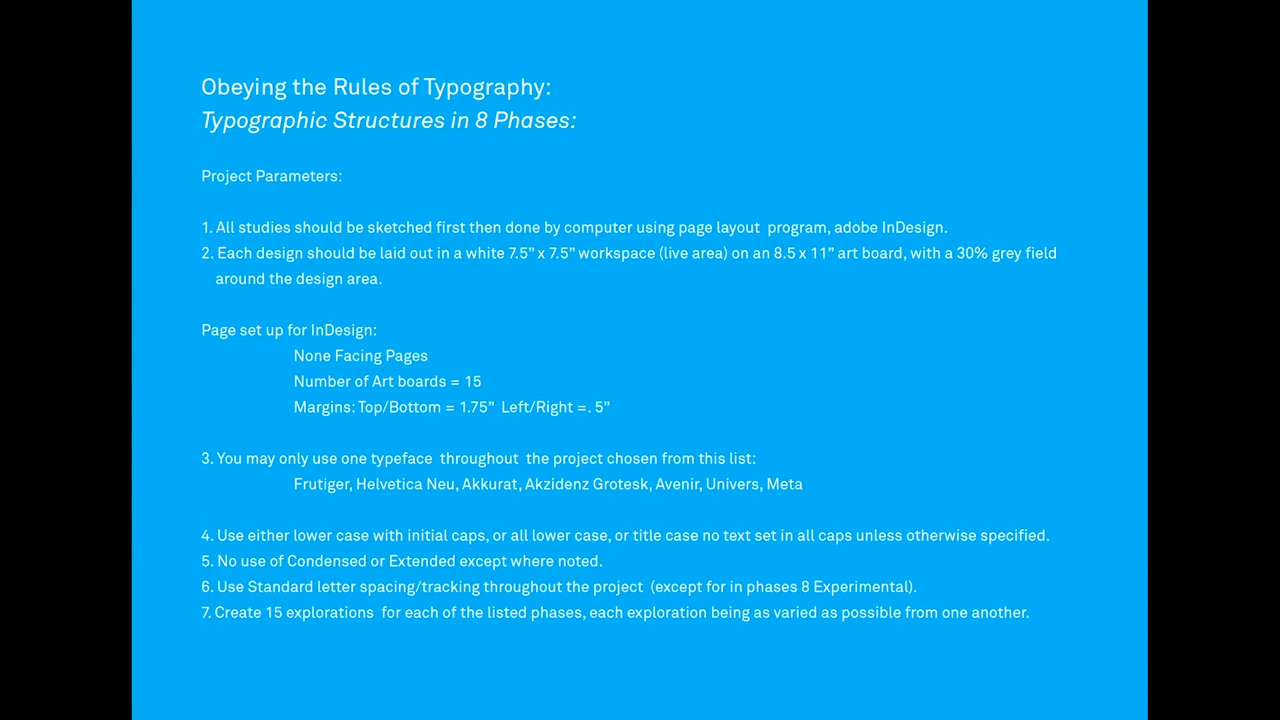 Obeying the Rules of Typography:
Typographic Structures in 8 Phases:
Project Parameters:
1. All studies should be sketched first then done by computer using page layout  program, adobe InDesign.
2. Each design should be laid out in a white 7.5” x 7.5” workspace (live area) on an 8.5 x 11” art board, with a 30% grey field
around the design area.
Page set up for InDesign:
None Facing Pages
Number of Art boards = 15
Margins: Top/Bottom = 1.75”  Left/Right =. 5”
3. You may only use one typeface  throughout  the project chosen from this list:
Frutiger, Helvetica Neu, Akkurat, Akzidenz Grotesk, Avenir, Univers, Meta
4. Use either lower case with initial caps, or all lower case, or title case no text set in all caps unless otherwise specified.
5. No use of Condensed or Extended except where noted.
6. Use Standard letter spacing/tracking throughout the project  (except for in phases 8 Experimental).
7. Create 15 explorations  for each of the listed phases, each exploration being as varied as possible from one another.